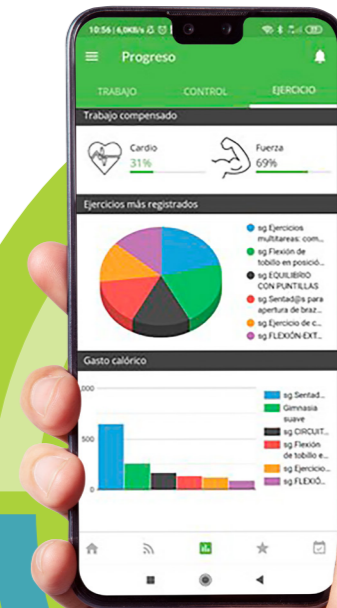 10:56 | 6,0KB/s
Progreso
TRABAJO CONTROL EJERCICIO
Trabajo compensado
Cardio
31%
Fuerza
69%
Ejercicios más registrados
sg Ejercicios
multitareas: com...
sg Flexión de
tobillo en posició...
sg EQUILIBRIO
CON PUNTILLAS
sg Sentad@s para
apertura de braz...
sg Ejercicio de c...
sg FLEXIÓN-EXT...
Gasto calórico
,000
500
0
sg Sentad...
Gimnasia
suave
sg CIRCUIT...
sg Flexión
de tobillo e...
sg Ejercicio...
sg FLEXIÓ...